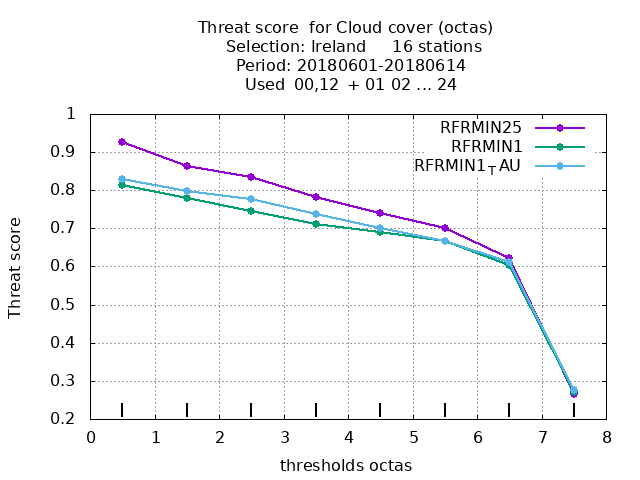 Threat score  for Cloud cover (octas)
Selection: Ireland     16 stations
Period: 20180601-20180614
Used  00,12  + 01 02 ... 24
RFRMIN25
RFRMIN1
RFRMIN1TAU
Threat score
1
0.9
0.8
0.7
0.6
0.5
0.4
0.3
0.2
0 1 2 3 4 5 6 7 8
thresholds octas